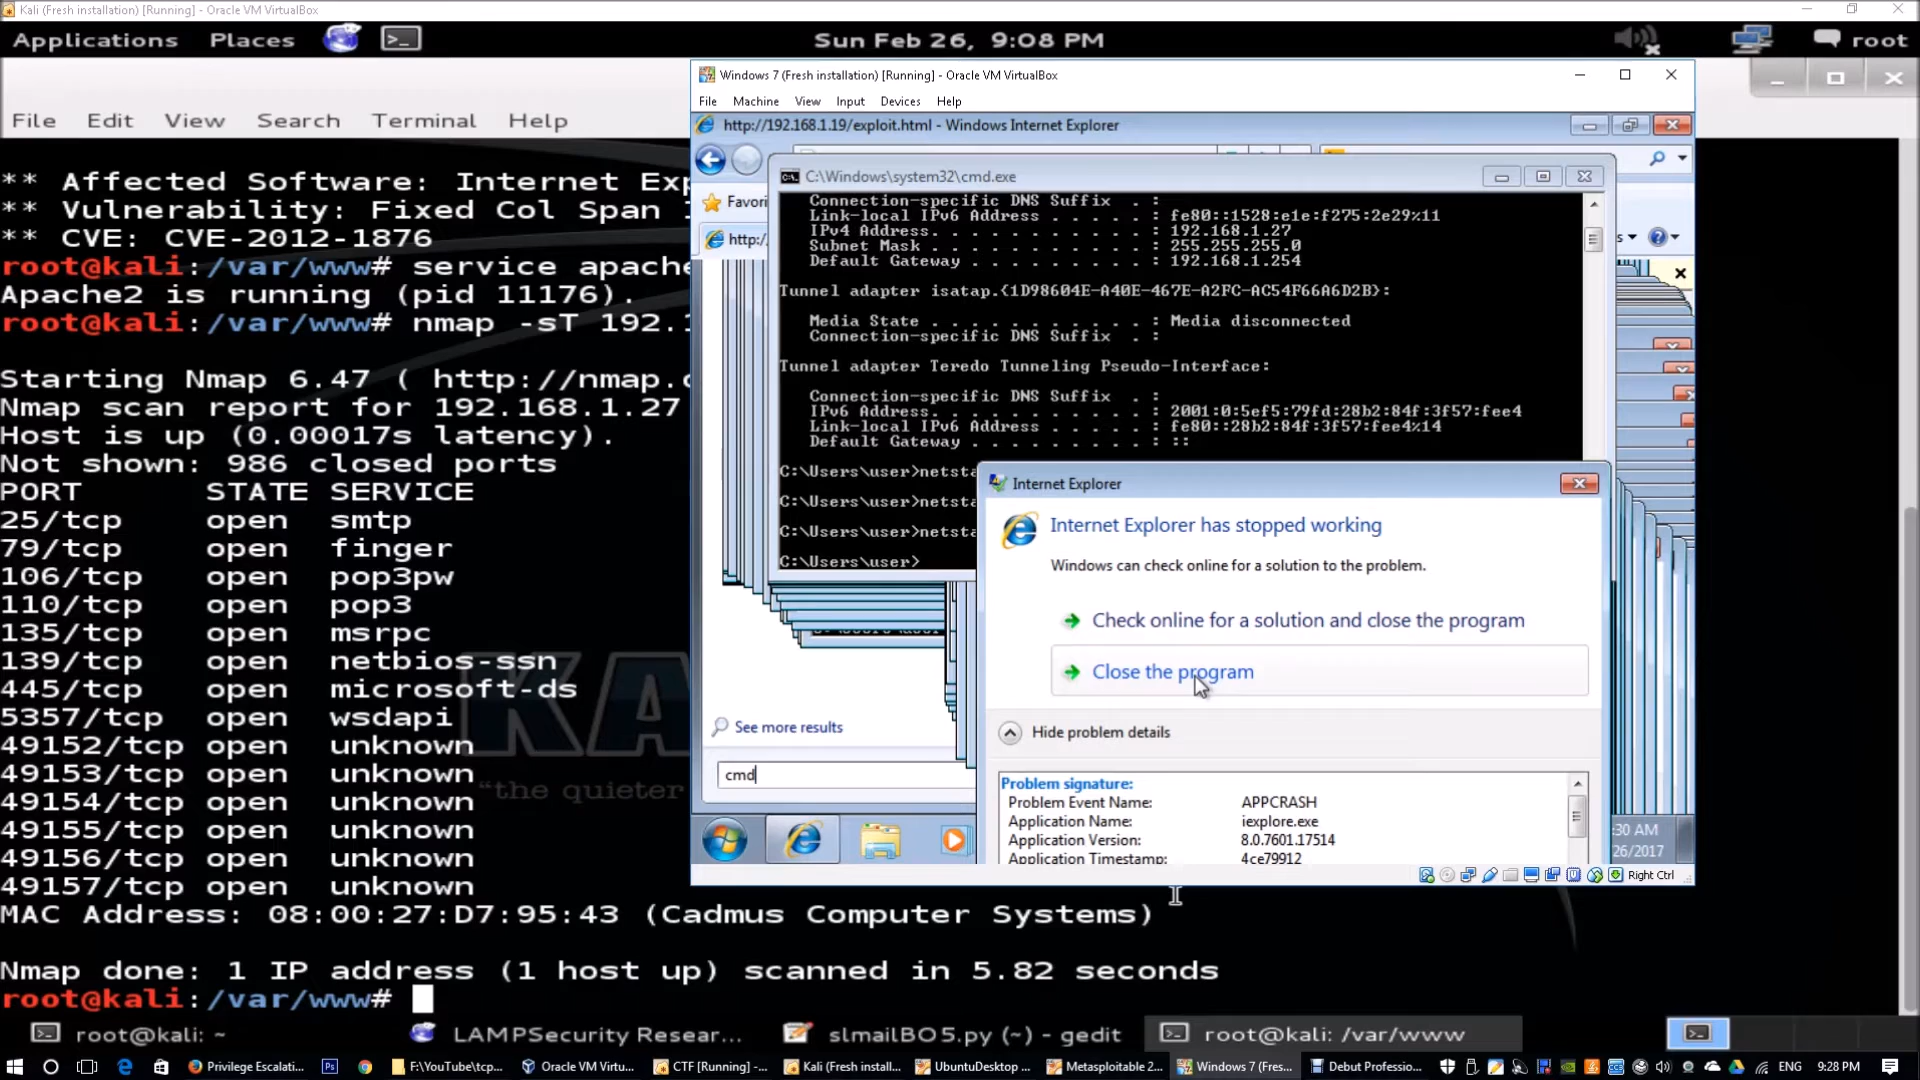 Kali (Fresh installation) [Running] - Oracle VM VirtualBox
Applications Places Sun Feb 26, 9:08 PM root
File Edit View Search Terminal Help
** Affected Software: Internet Exp
** Vulnerability: Fixed Col Span
** CVE: CVE-2012-1876
root@kali:/var/www# service apache
Apache2 is running (pid 11176).
root@kali:/var/www# nmap -sT 192.1
Starting Nmap 6.47 ( http://nmap.o
Nmap scan report for 192.168.1.27
Host is up (0.00017s latency).
Not shown: 986 closed ports
PORT STATE SERVICE
25/tcp open smtp
79/tcp open finger
106/tcp open pop3pw
110/tcp open pop3
135/tcp open msrpc
139/tcp open netbios-ssn
445/tcp open microsoft-ds
5357/tcp open wsdapi
49152/tcp open unknown
49153/tcp open unknown
49154/tcp open unknown
49155/tcp open unknown
49156/tcp open unknown
49157/tcp open unknown
MAC Address: 08:00:27:D7:95:43 (Cadmus Computer Systems)
Nmap done: 1 IP address (1 host up) scanned in 5.82 seconds
root@kali:/var/www#
KA
"the quieter
Windows 7 (Fresh installation) [Running] - Oracle VM VirtualBox
File Machine View Input Devices Help
http://192.168.1.19/exploit.html - Windows Internet Explorer
Favori
http:/
C:\Windows\system32\cmd.exe
Connection-specific DNS Suffix . :
Link-local IPv6 Address . . . . . : fe80::1528:e1e:f275:2e29%11
IPv4 Address. . . . . . . . . . . : 192.168.1.27
Subnet Mask . . . . . . . . . . . : 255.255.255.0
Default Gateway . . . . . . . . . : 192.168.1.254
Tunnel adapter isatap.{1D98604E-A40E-467E-A2FC-AC54F66A6D2B}:
Media State . . . . . . . . . . . : Media disconnected
Connection-specific DNS Suffix . :
Tunnel adapter Teredo Tunneling Pseudo-Interface:
Connection-specific DNS Suffix . :
IPv6 Address. . . . . . . . . . . : 2001:0:5ef5:79fd:28b2:84f:3f57:fee4
Link-local IPv6 Address . . . . . : fe80::28b2:84f:3f57:fee4%14
Default Gateway . . . . . . . . . : ::
C:\Users\user>netsta
C:\Users\user>netsta
C:\Users\user>netsta
C:\Users\user>
Internet Explorer
Internet Explorer has stopped working
Windows can check online for a solution to the problem.
Check online for a solution and close the program
Close the program
Hide problem details
Problem signature:
Problem Event Name: APPCRASH
Application Name: iexplore.exe
Application Version: 8.0.7601.17514
Application Timestamp: 4ce79912
See more results
cmd
:30 AM
26/2017
Right Ctrl
root@kali: ~
LAMPSecurity Resear...
slmailBO5.py (~) - gedit
root@kali: /var/www
Privilege Escalati...
F:\YouTube\tcp...
Oracle VM Virtu...
CTF [Running] -...
Kali (Fresh install...
UbuntuDesktop ...
Metasploitable 2...
Windows 7 (Fres...
Debut Professio...
ENG 9:28 PM